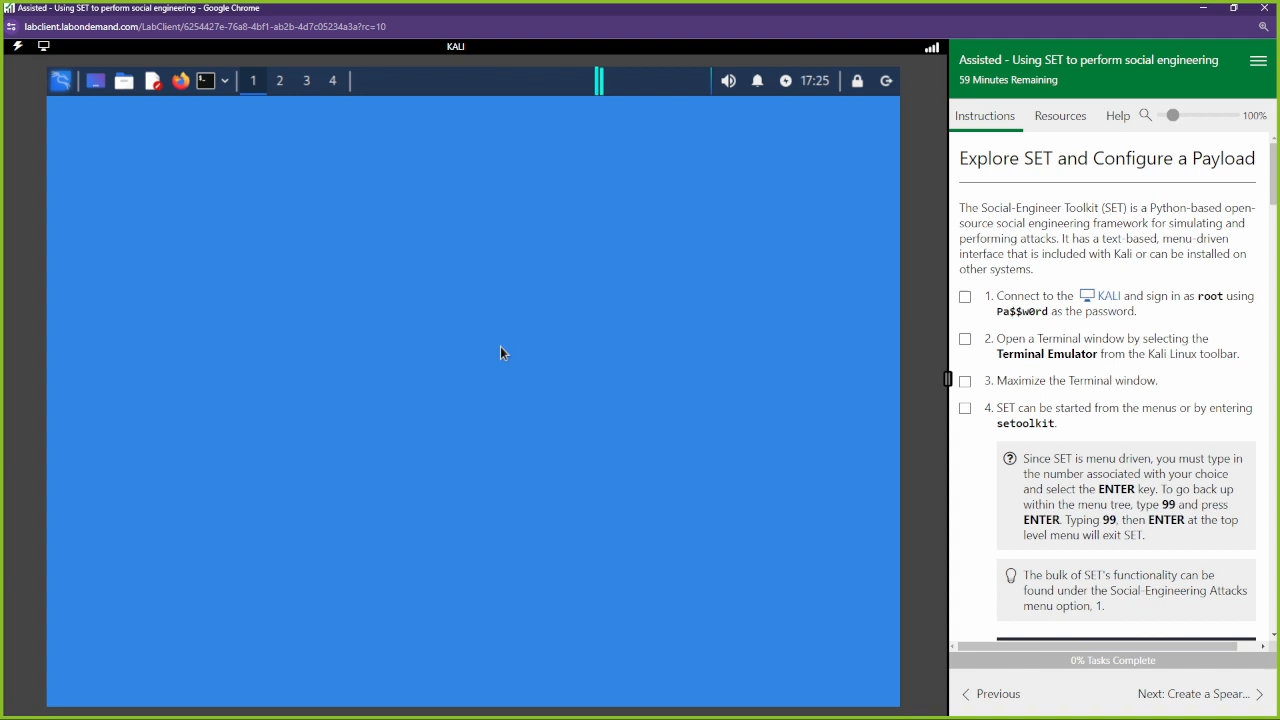 Assisted - Using SET to perform social engineering - Google Chrome
labclient.labondemand.com/LabClient/6254427e-76a8-4bf1-ab2b-4d7c05234a3a?rc=10
KALI
1 2 3 4
17:25
Assisted - Using SET to perform social engineering
59 Minutes Remaining
Instructions Resources Help 100%
Explore SET and Configure a Payload
The Social-Engineer Toolkit (SET) is a Python-based open-
source social engineering framework for simulating and
performing attacks. It has a text-based, menu-driven
interface that is included with Kali or can be installed on
other systems.
1. Connect to the KALI and sign in as root using
Pa$$w0rd as the password.
2. Open a Terminal window by selecting the
Terminal Emulator from the Kali Linux toolbar.
3. Maximize the Terminal window.
4. SET can be started from the menus or by entering
setoolkit.
Since SET is menu driven, you must type in
the number associated with your choice
and select the ENTER key. To go back up
within the menu tree, type 99 and press
ENTER. Typing 99, then ENTER at the top
level menu will exit SET.
The bulk of SET's functionality can be
found under the Social-Engineering Attacks
menu option, 1.
0% Tasks Complete
Previous
Next: Create a Spear...